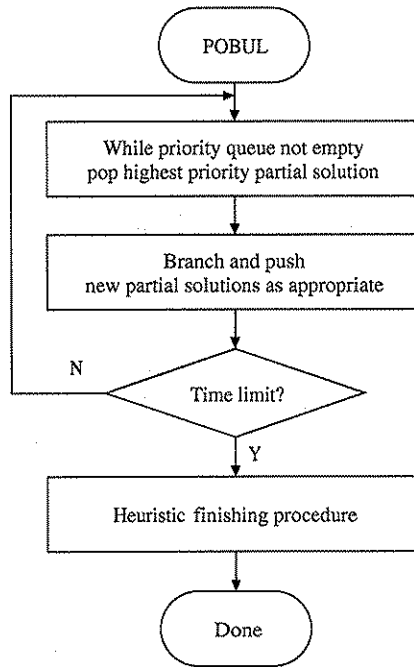 POBUL
While priority queue not empty
pop highest priority partial solution
Branch and push
new partial solutions as appropriate
N
Time limit?
Y
Heuristic finishing procedure
Done